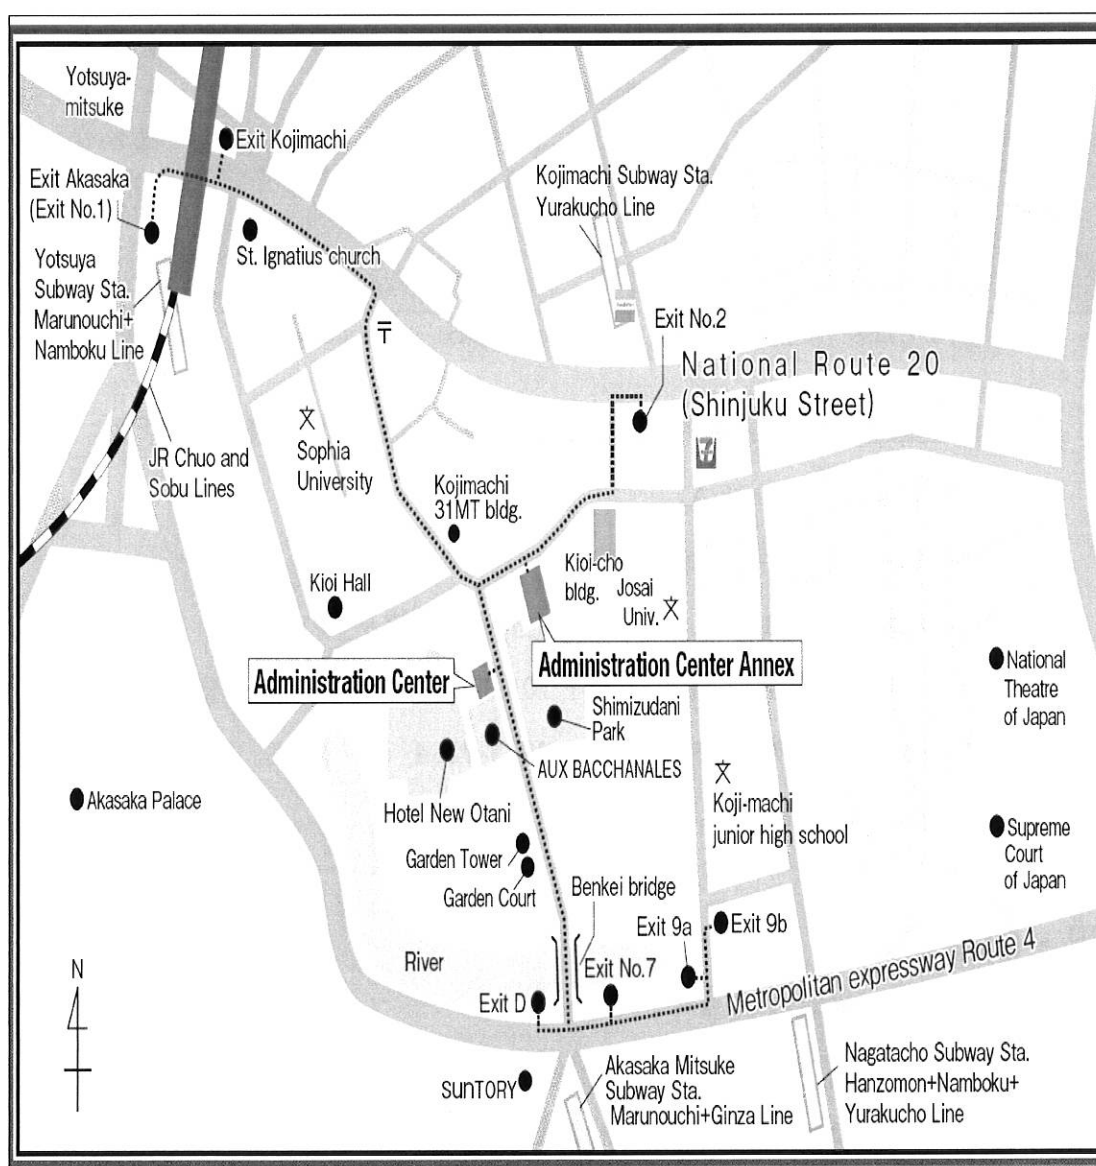 Yotsuya-
mitsuke
Exit Kojimachi
Exit Akasaka
(Exit No.1)
St. Ignatius church
Yotsuya
Subway Sta.
Marunouchi+
Namboku Line
Kojimachi Subway Sta.
Yurakucho Line
Exit No.2
National Route 20
(Shinjuku Street)
〒
Sophia
University
JR Chuo and
Sobu Lines
Kojimachi
31MT bldg.
Kioi Hall
Kioi-cho
bldg.
Josai
Univ.
Administration Center
Administration Center Annex
National
Theatre
of Japan
Shimizudani
Park
AUX BACCHANALES
Hotel New Otani
Akasaka Palace
Koji-machi
junior high school
Supreme
Court
of Japan
Garden Tower
Garden Court
Benkei bridge
Exit 9a
Exit 9b
River
Exit No.7
Exit D
Metropolitan expressway Route 4
N
SUNTORY
Akasaka Mitsuke
Subway Sta.
Marunouchi+Ginza Line
Nagatacho Subway Sta.
Hanzomon+Namboku+
Yurakucho Line